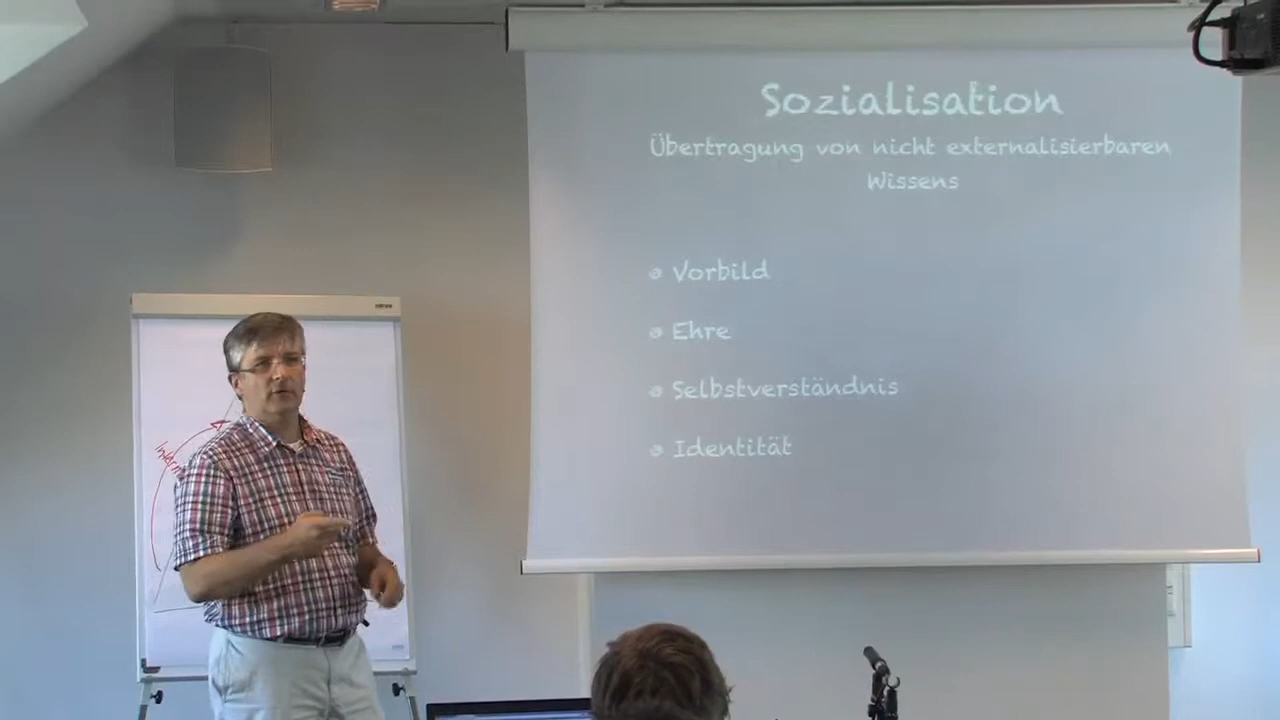 Sozialisation
Übertragung von nicht externalisierbaren
Wissens
Vorbild
Ehre
Selbstverständnis
Identität